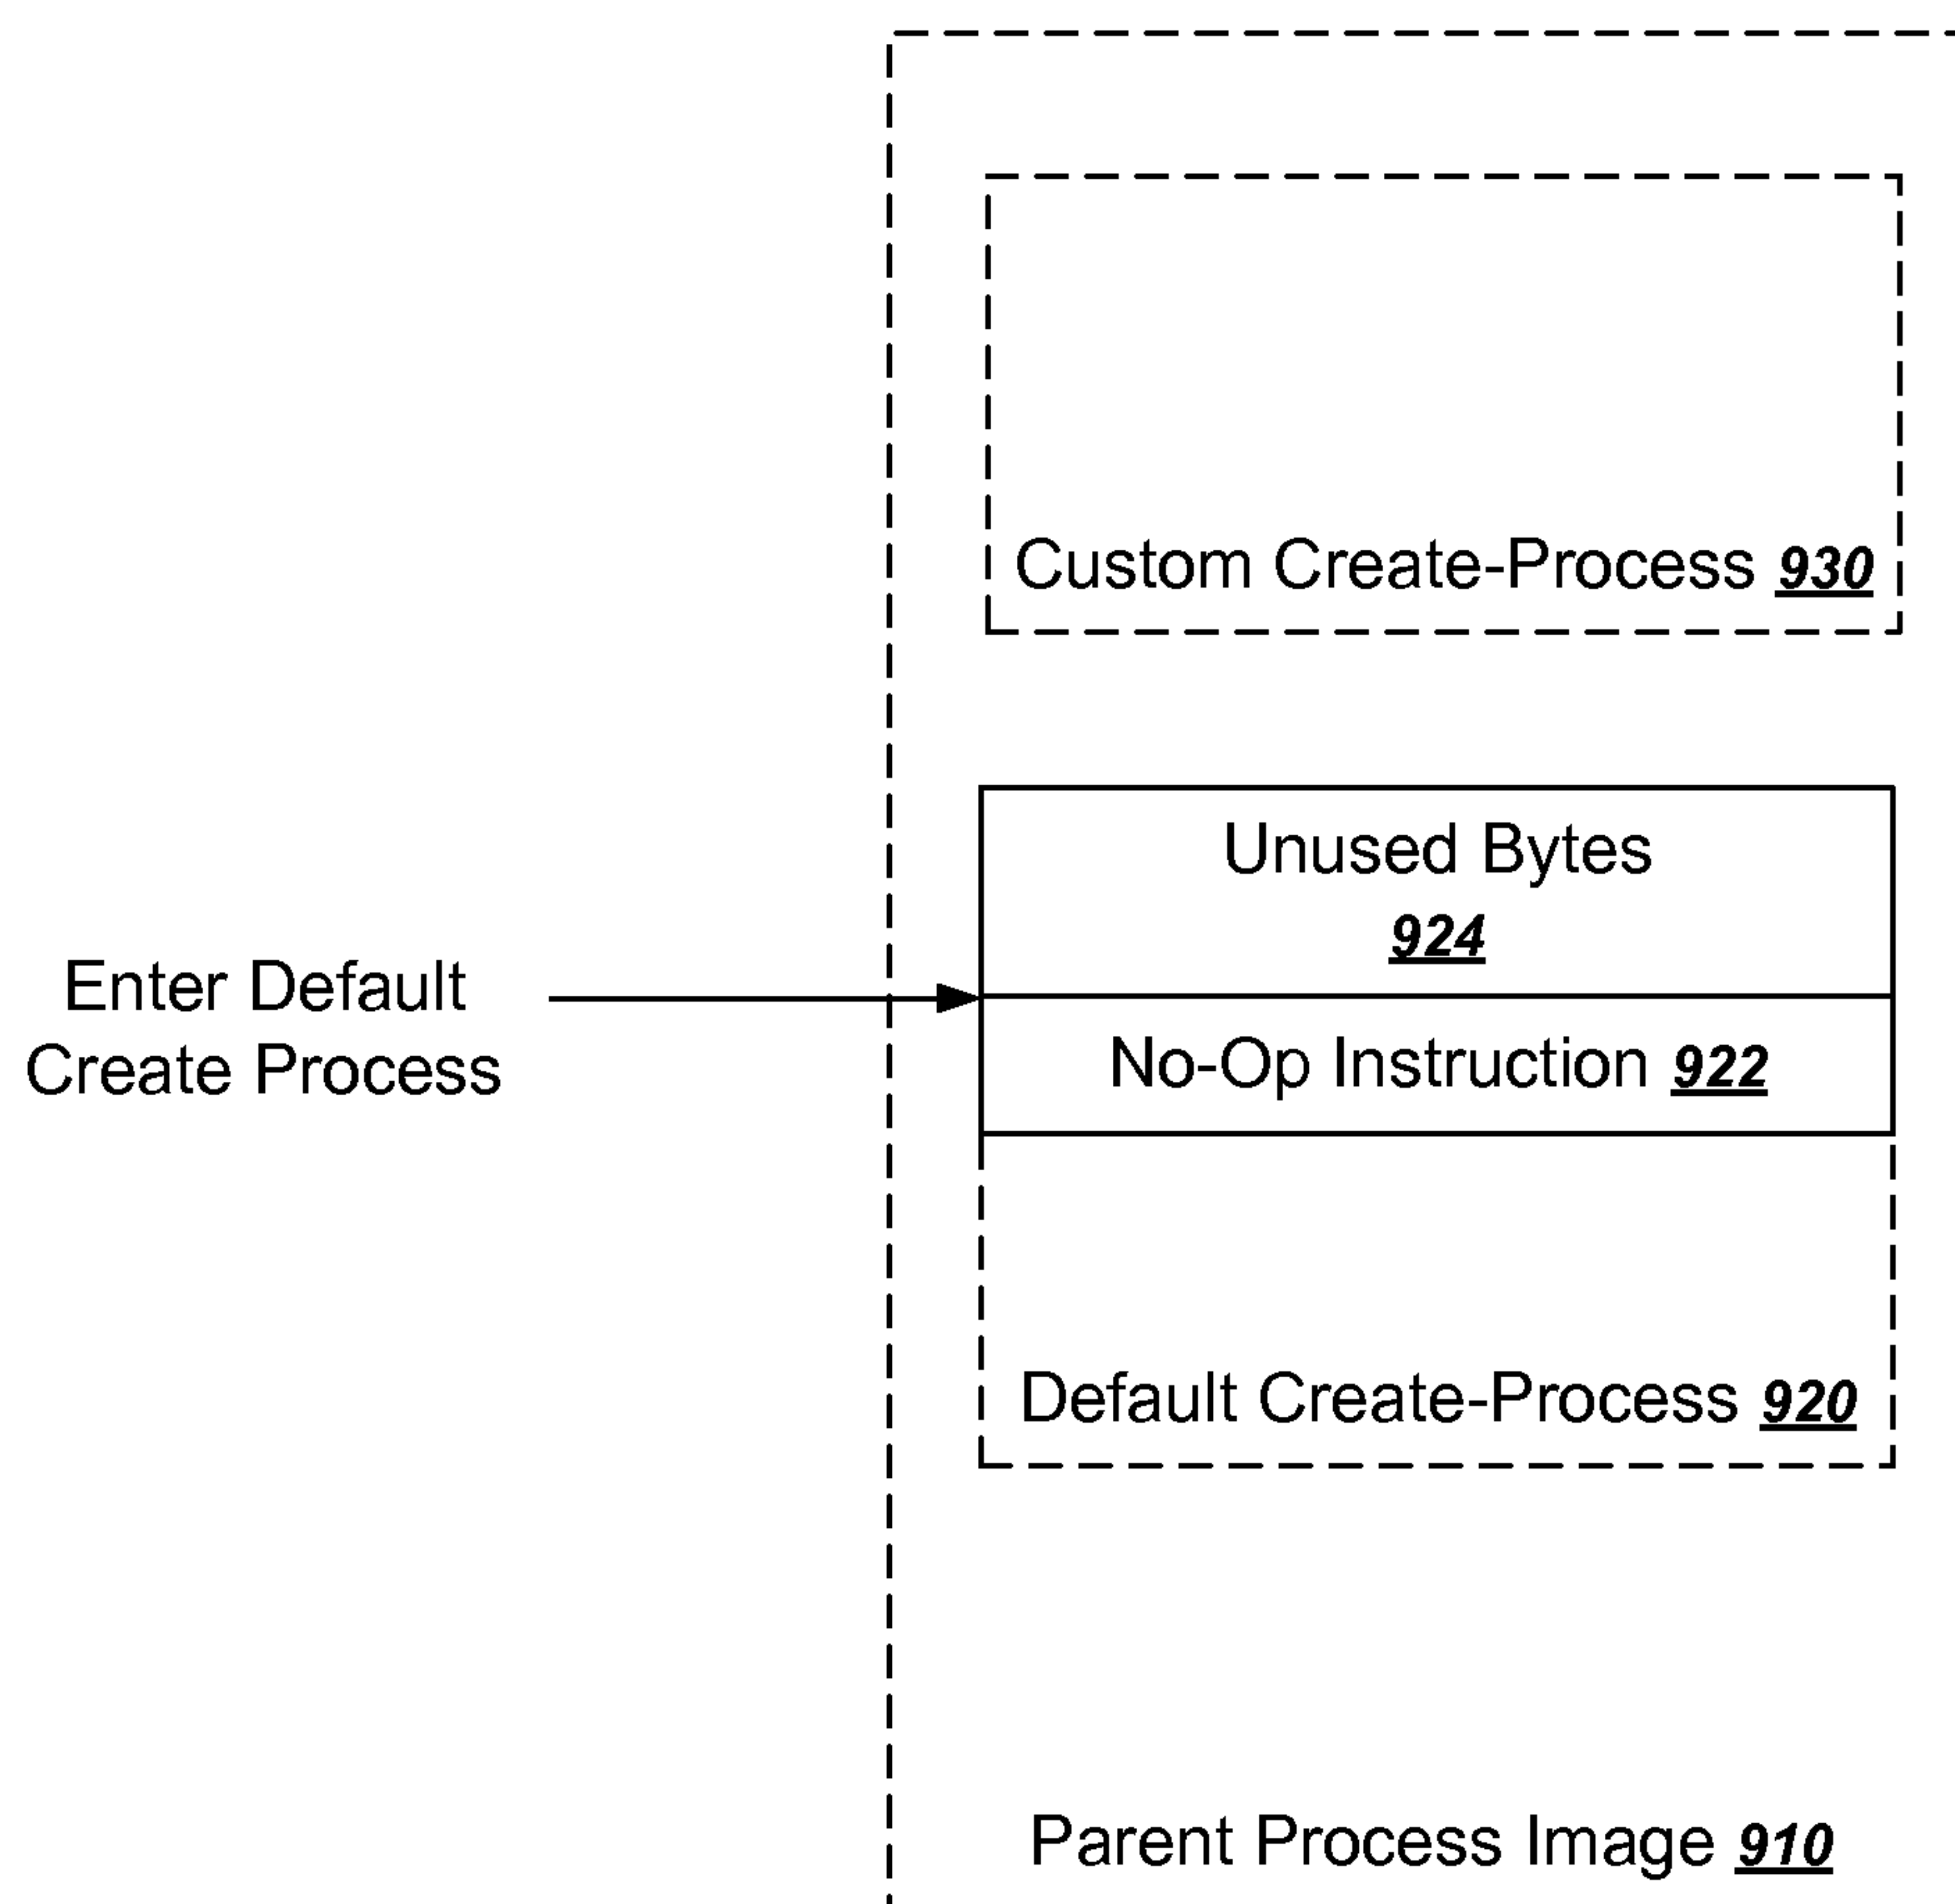 Custom Create-Process 930
Unused Bytes
924
Enter Default
Create Process
No-Op Instruction 922
Default Create-Process 920
Parent Process Image 910